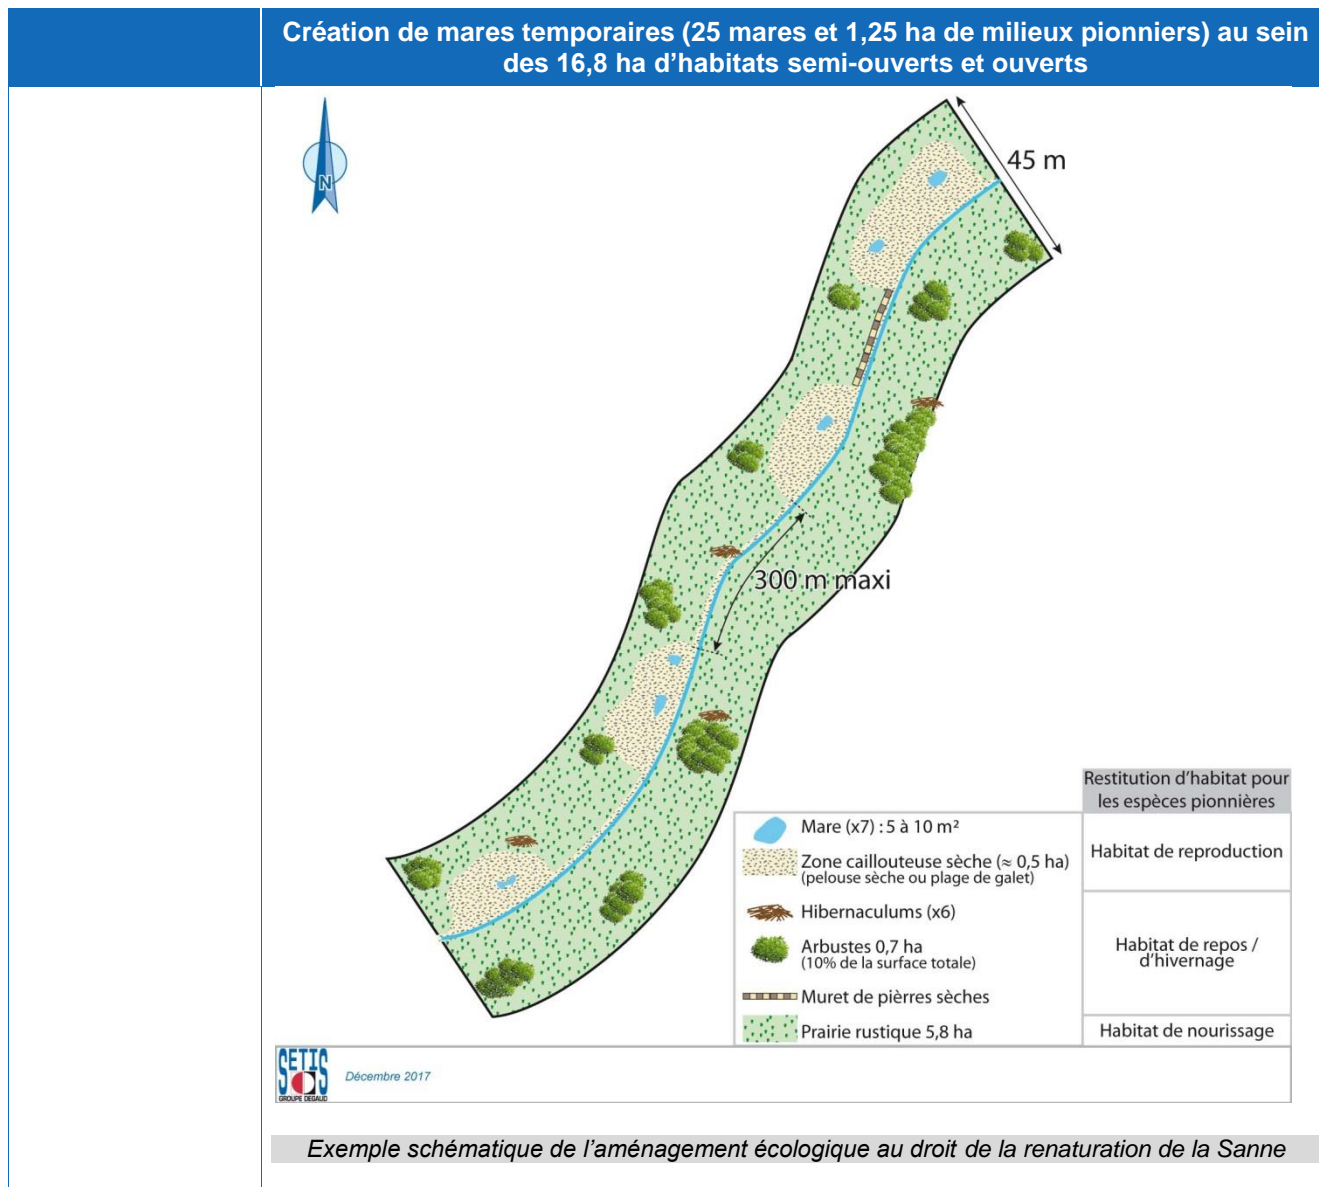 Création de mares temporaires (25 mares et 1,25 ha de milieux pionniers) au sein
des 16,8 ha d’habitats semi-ouverts et ouverts
N
45 m
300 m maxi
Restitution d’habitat pour
les espèces pionnières
Mare (x7) : 5 à 10 m²
Zone caillouteuse sèche (≈ 0,5 ha)
(pelouse sèche ou plage de galet)
Habitat de reproduction
Hibernaculums (x6)
Arbustes 0,7 ha
(10% de la surface totale)
Muret de pièrres sèches
Habitat de repos /
d’hivernage
Prairie rustique 5,8 ha
Habitat de nourissage
SETIS
GROUPE DEGAUD
Décembre 2017
Exemple schématique de l’aménagement écologique au droit de la renaturation de la Sanne